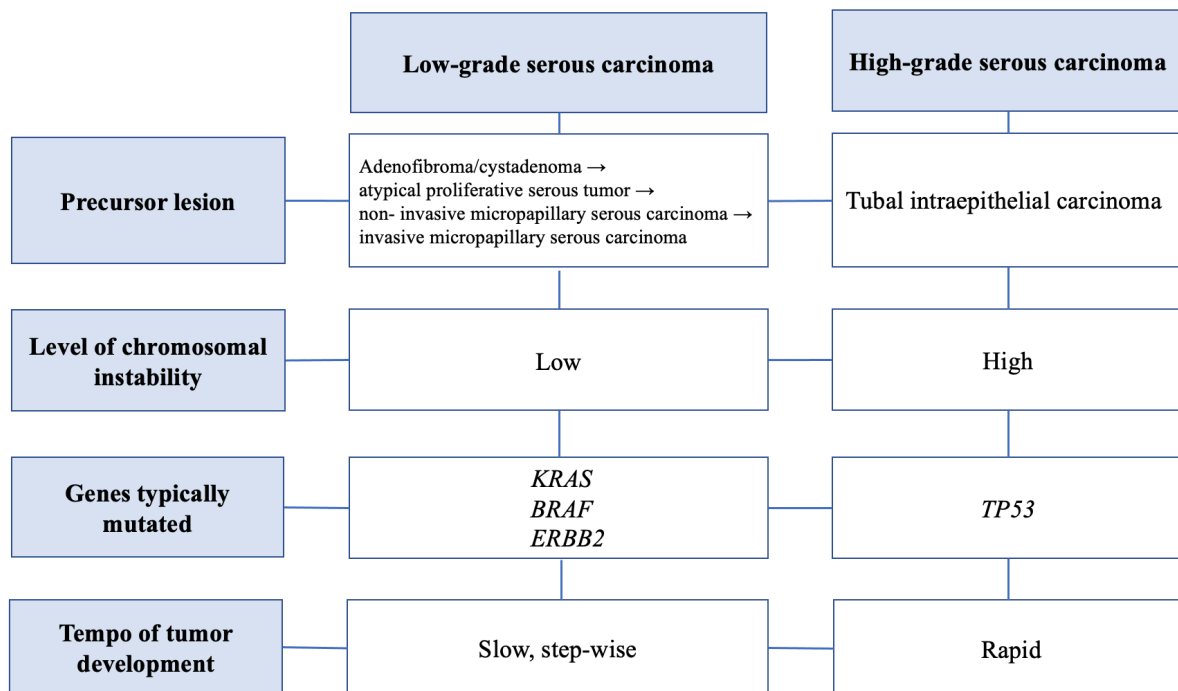 Low-grade serous carcinoma
High-grade serous carcinoma
Precursor lesion
Adenofibroma/cystadenoma →
atypical proliferative serous tumor →
non- invasive micropapillary serous carcinoma →
invasive micropapillary serous carcinoma
Tubal intraepithelial carcinoma
Level of chromosomal
instability
Low
High
Genes typically
mutated
KRAS
BRAF
ERBB2
TP53
Tempo of tumor
development
Slow, step-wise
Rapid